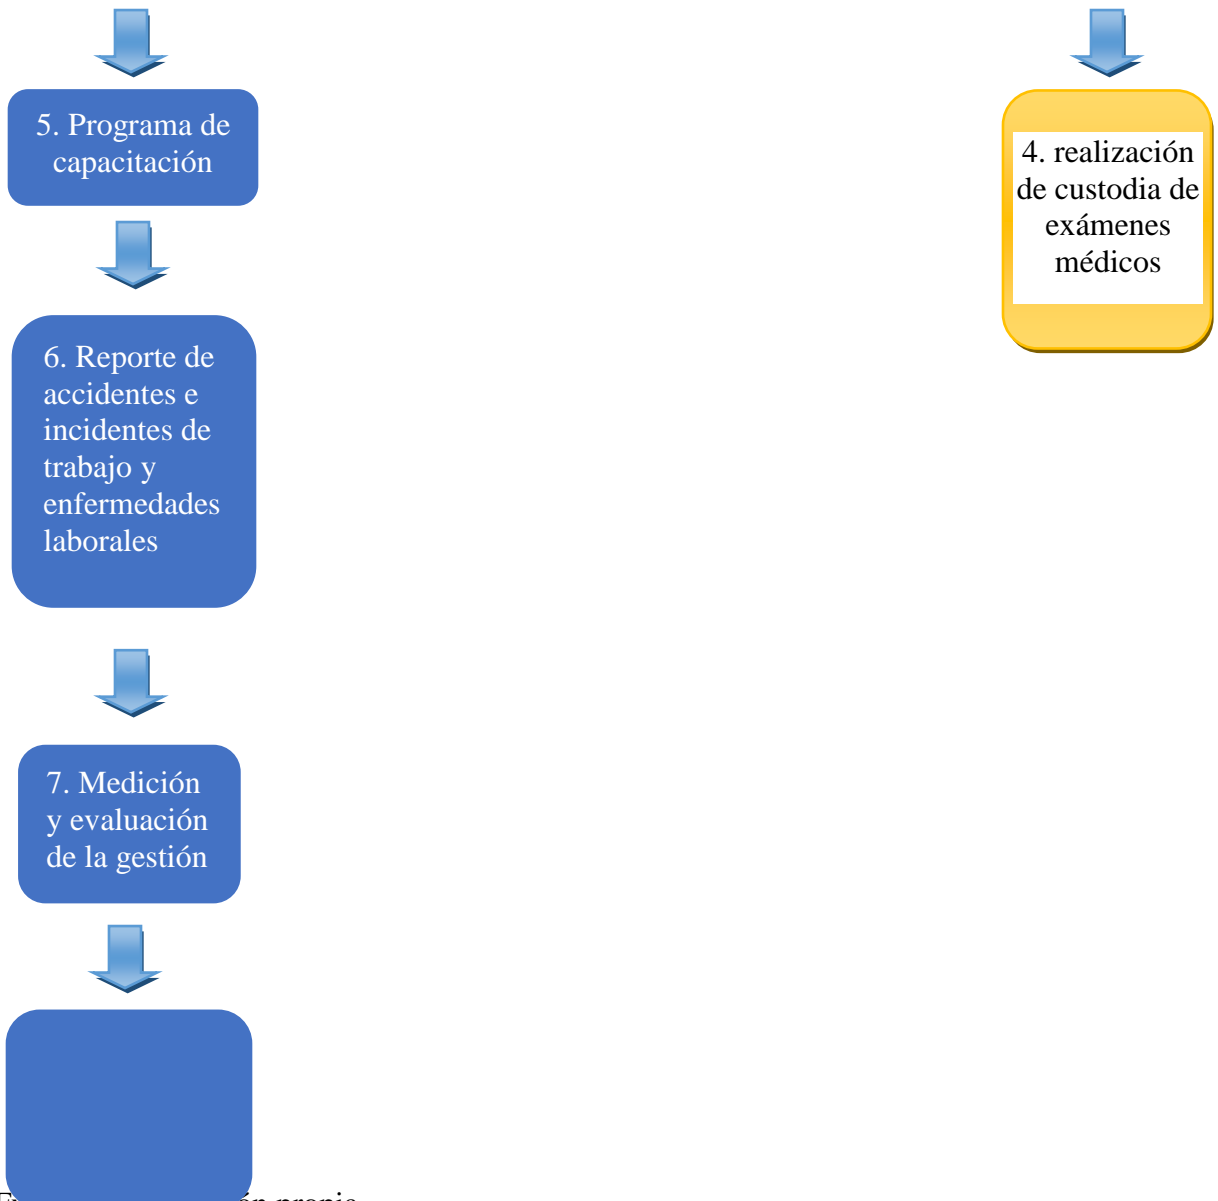 5. Programa de
capacitación
4. realización
de custodia de
exámenes
médicos
6. Reporte de
accidentes e
incidentes de
trabajo y
enfermedades
laborales
7. Medición
y evaluación
de la gestión
propia